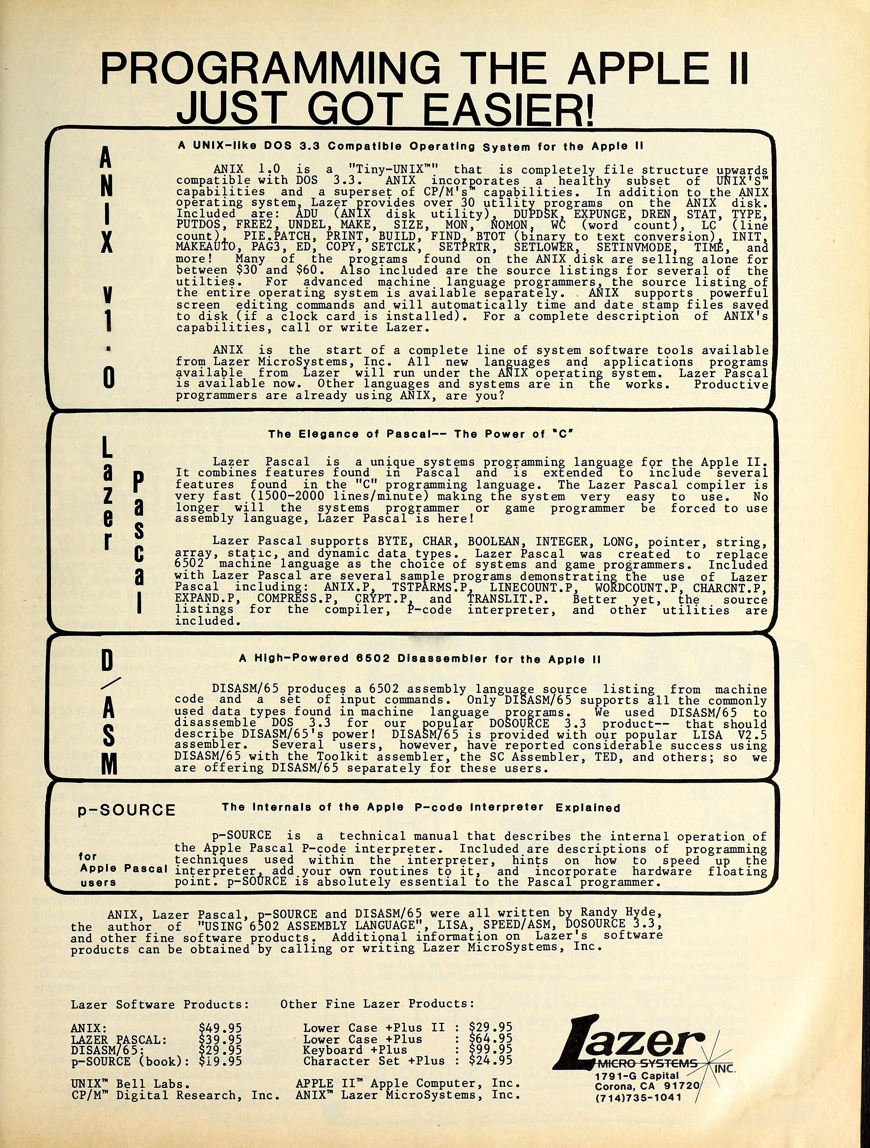 PROGRAMMING THE APPLE II
JUST GOT EASIER!
ANIX v1.0
A UNIX-like DOS 3.3 Compatible Operating System for the Apple II
ANIX 1.0 is a "Tiny-UNIX™" that is completely file structure upwards
compatible with DOS 3.3. ANIX incorporates a healthy subset of UNIX'S™
capabilities and a superset of CP/M's™ capabilities. In addition to the ANIX
operating system, Lazer provides over 30 utility programs on the ANIX disk.
Included are: ADU (ANIX disk utility), DUPDSK, EXPUNGE, DREN, STAT, TYPE,
PUTDOS, FREE2, UNDEL, MAKE, SIZE, MON, NOMON, WC (word count), LC (line
count), PIE.PATCH, PRINT, BUILD, FIND, BTOT (binary to text conversion), INIT,
MAKEAUTO, PAG3, ED, COPY, SETCLK, SETPRTR, SETLOWER, SETINVMODE, TIME, and
more! Many of the programs found on the ANIX disk are selling alone for
between $30 and $60. Also included are the source listings for several of the
utilties. For advanced machine language programmers, the source listing of
the entire operating system is available separately. ANIX supports powerful
screen editing commands and will automatically time and date stamp files saved
to disk (if a clock card is installed). For a complete description of ANIX's
capabilities, call or write Lazer.
ANIX is the start of a complete line of system software tools available
from Lazer MicroSystems, Inc. All new languages and applications programs
available from Lazer will run under the ANIX operating system. Lazer Pascal
is available now. Other languages and systems are in the works. Productive
programmers are already using ANIX, are you?
Lazer Pascal
The Elegance of Pascal-- The Power of "C"
Lazer Pascal is a unique systems programming language for the Apple II.
It combines features found in Pascal and is extended to include several
features found in the "C" programming language. The Lazer Pascal compiler is
very fast (1500-2000 lines/minute) making the system very easy to use. No
longer will the systems programmer or game programmer be forced to use
assembly language, Lazer Pascal is here!
Lazer Pascal supports BYTE, CHAR, BOOLEAN, INTEGER, LONG, pointer, string,
array, static, and dynamic data types. Lazer Pascal was created to replace
6502 machine language as the choice of systems and game programmers. Included
with Lazer Pascal are several sample programs demonstrating the use of Lazer
Pascal including: ANIX.P, TSTPARMS.P, LINECOUNT.P, WORDCOUNT.P, CHARCNT.P,
EXPAND.P, COMPRESS.P, CRYPT.P, and TRANSLIT.P. Better yet, the source
listings for the compiler, P-code interpreter, and other utilities are
included.
D/ASM
A High-Powered 6502 Disassembler for the Apple II
DISASM/65 produces a 6502 assembly language source listing from machine
code and a set of input commands. Only DISASM/65 supports all the commonly
used data types found in machine language programs. We used DISASM/65 to
disassemble DOS 3.3 for our popular DOSOURCE 3.3 product-- that should
describe DISASM/65's power! DISASM/65 is provided with our popular LISA V2.5
assembler. Several users, however, have reported considerable success using
DISASM/65 with the Toolkit assembler, the SC Assembler, TED, and others; so we
are offering DISASM/65 separately for these users.
p-SOURCE
for
Apple Pascal
users
The Internals of the Apple P-code Interpreter Explained
p-SOURCE is a technical manual that describes the internal operation of
the Apple Pascal P-code interpreter. Included are descriptions of programming
techniques used within the interpreter, hints on how to speed up the
interpreter, add your own routines to it, and incorporate hardware floating
point. p-SOURCE is absolutely essential to the Pascal programmer.
ANIX, Lazer Pascal, p-SOURCE and DISASM/65 were all written by Randy Hyde,
the author of "USING 6502 ASSEMBLY LANGUAGE", LISA, SPEED/ASM, DOSOURCE 3.3,
and other fine software products. Additional information on Lazer's software
products can be obtained by calling or writing Lazer MicroSystems, Inc.
Lazer Software Products: Other Fine Lazer Products:
ANIX: $49.95 Lower Case +Plus II : $29.95
LAZER PASCAL: $39.95 Lower Case +Plus : $64.95
DISASM/65: $29.95 Keyboard +Plus : $99.95
p-SOURCE (book): $19.95 Character Set +Plus : $24.95
UNIX™ Bell Labs. APPLE II™ Apple Computer, Inc.
CP/M™ Digital Research, Inc. ANIX™ Lazer MicroSystems, Inc.
Lazer
MICRO SYSTEMS INC.
1791-G Capital
Corona, CA 91720
(714)735-1041